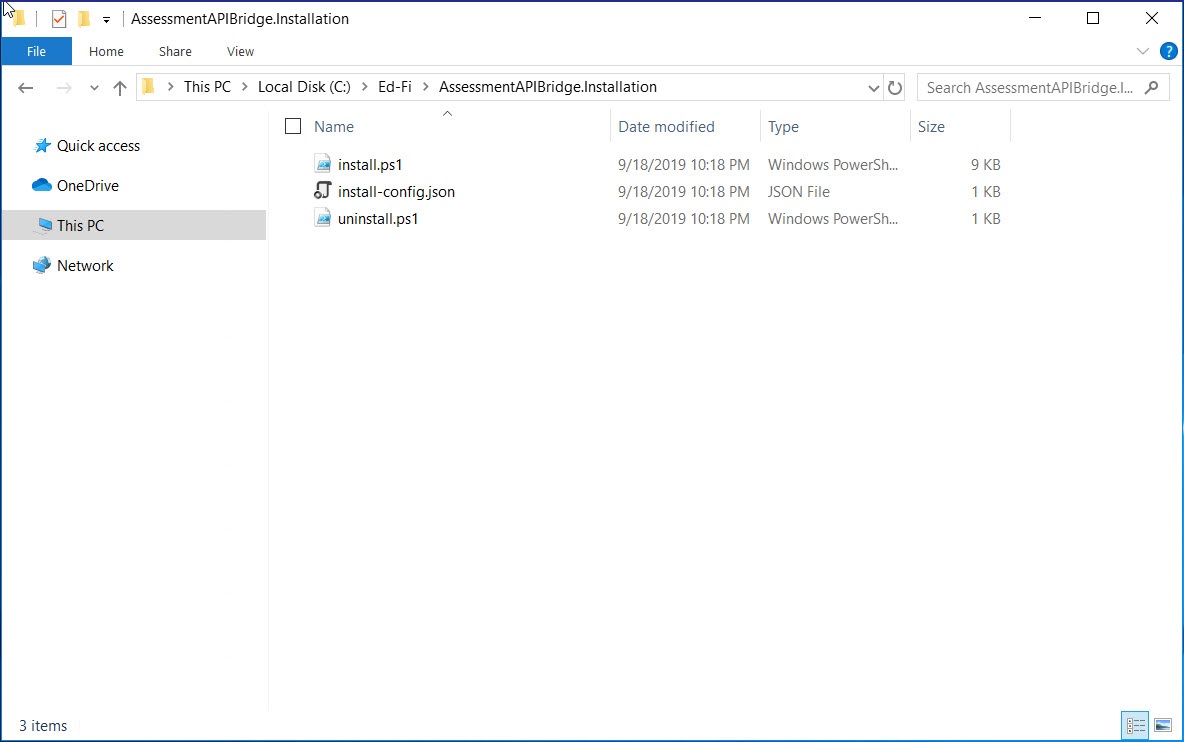 AssessmentAPIBridge.Installation
File Home Share View
This PC Local Disk (C:) Ed-Fi AssessmentAPIBridge.Installation Search AssessmentAPIBridge.I...
Name Date modified Type Size
Quick access
OneDrive
This PC
Network
install.ps1 9/18/2019 10:18 PM Windows PowerSh... 9 KB
install-config.json 9/18/2019 10:18 PM JSON File 1 KB
uninstall.ps1 9/18/2019 10:18 PM Windows PowerSh... 1 KB
3 items